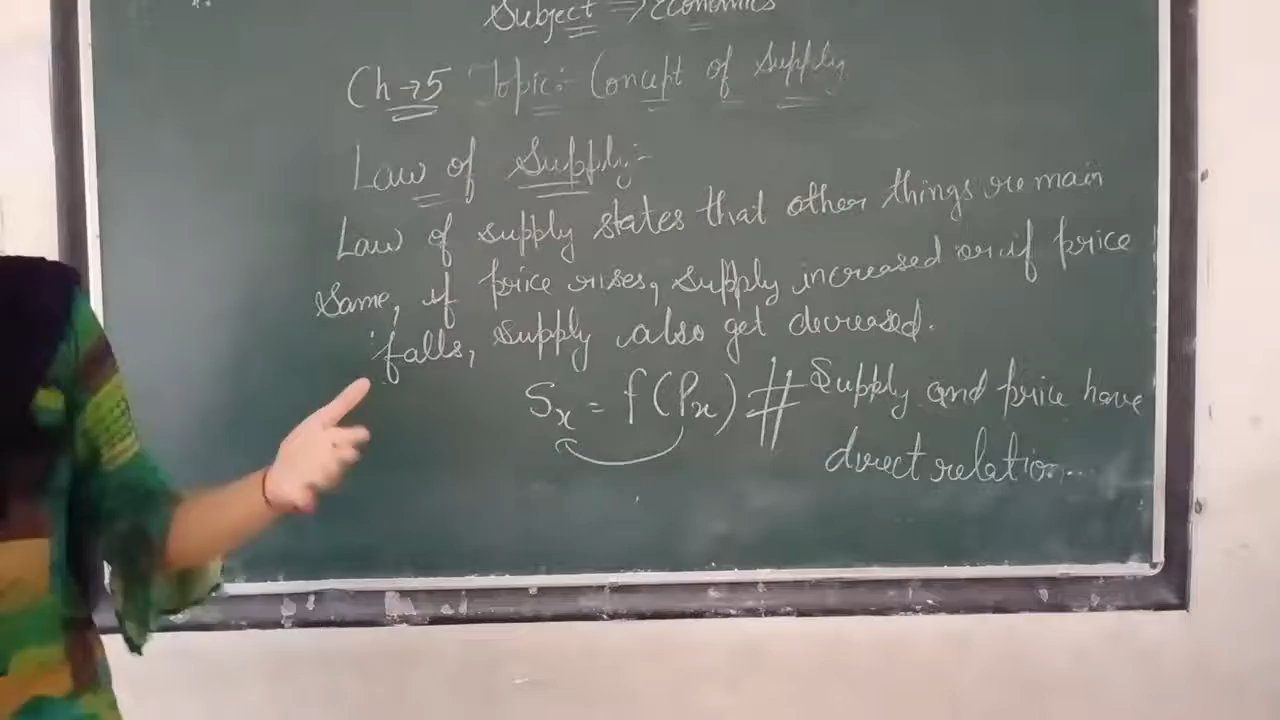 Subject ⇒ Economics
Ch→5 Topic:- Concept of Supply
Law of Supply:-
Law of supply states that other things remain
Same, if price rises, supply increased or if price
falls, supply also get decreased.
Sx = f(Px) # Supply and price have
direct relation...